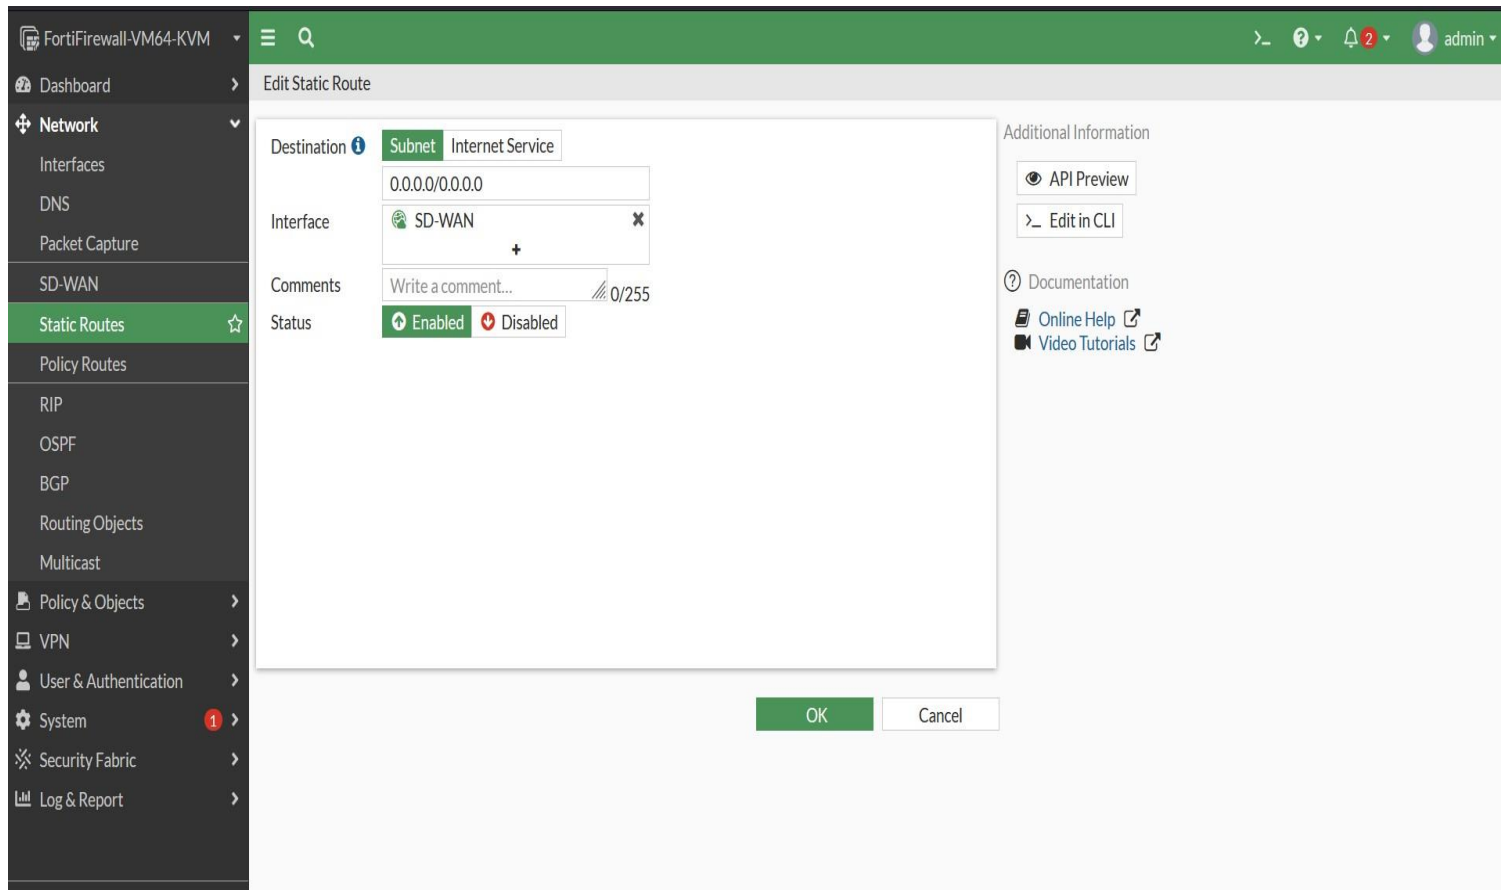 FortiFirewall-VM64-KVM
>_ 2 admin
Dashboard
Network
Interfaces
DNS
Packet Capture
SD-WAN
Static Routes
Policy Routes
RIP
OSPF
BGP
Routing Objects
Multicast
Policy & Objects
VPN
User & Authentication
System 1
Security Fabric
Log & Report
Edit Static Route
Destination Subnet Internet Service
0.0.0.0/0.0.0.0
Interface SD-WAN
+
Comments Write a comment... 0/255
Status Enabled Disabled
OK Cancel
Additional Information
API Preview
>_ Edit in CLI
Documentation
Online Help
Video Tutorials